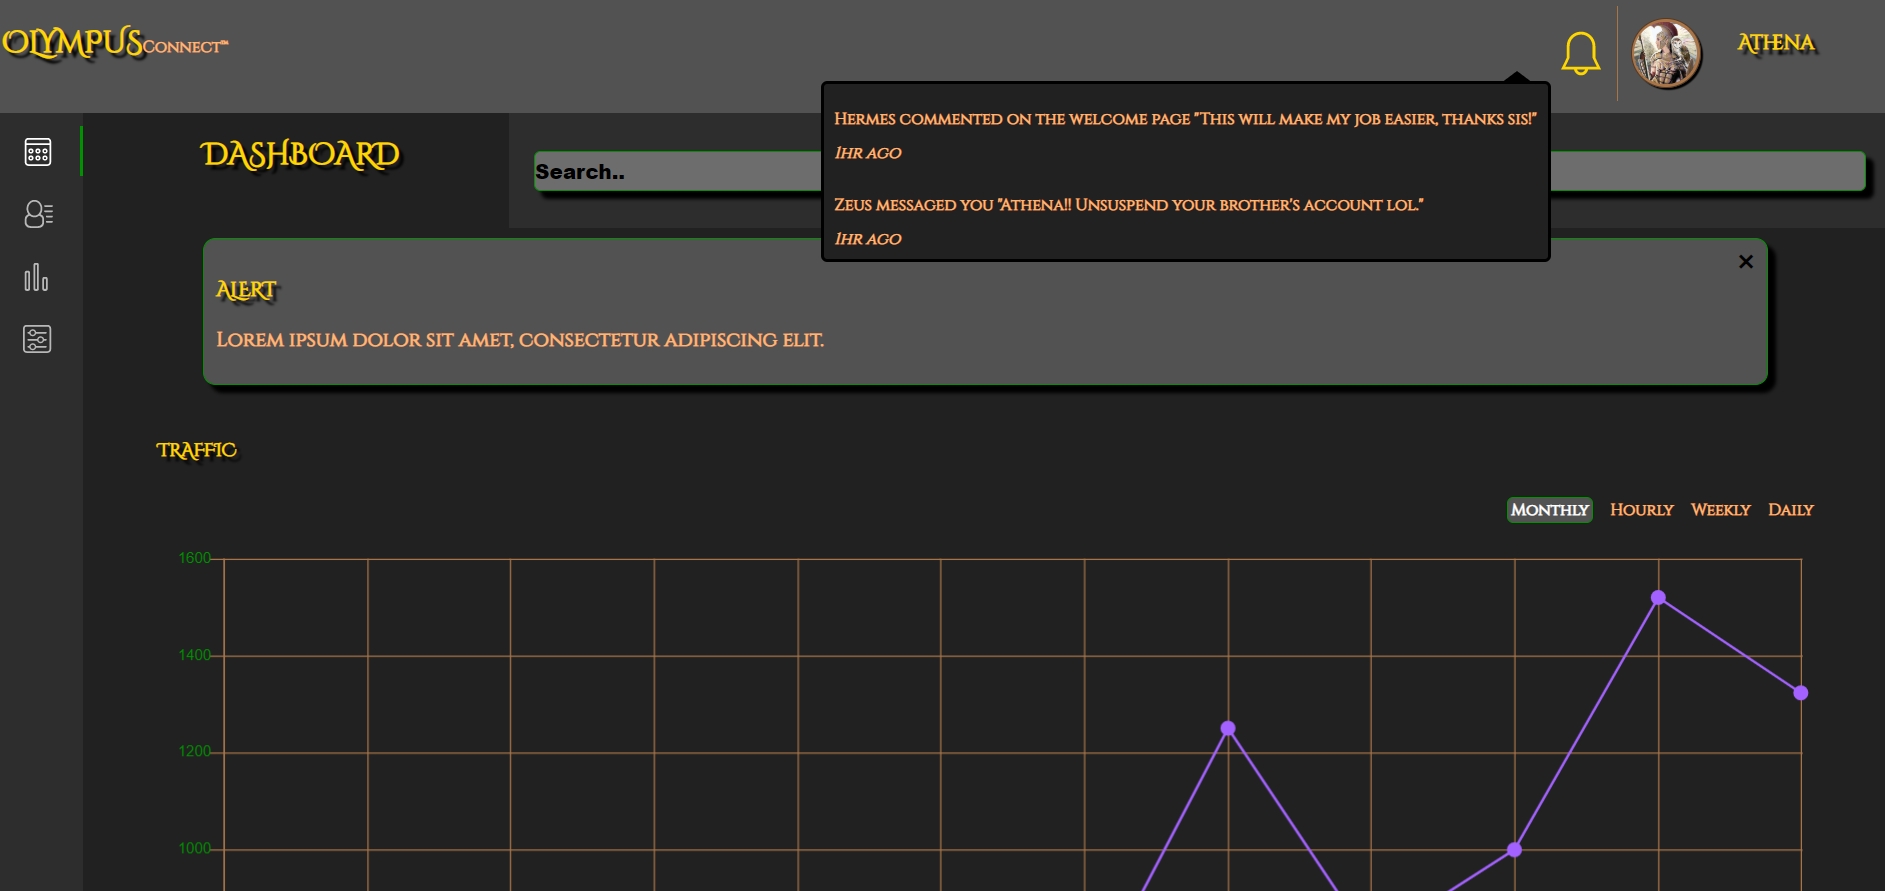 OLYMPUSConnect™
Athena
Hermes commented on the welcome page "This will make my job easier, thanks sis!"
1hr ago
Zeus messaged you "Athena!! Unsuspend your brother's account lol."
1hr ago
DASHBOARD
Search..
Alert
Lorem ipsum dolor sit amet, consectetur adipiscing elit.
Traffic
Monthly Hourly Weekly Daily
1600
1400
1200
1000